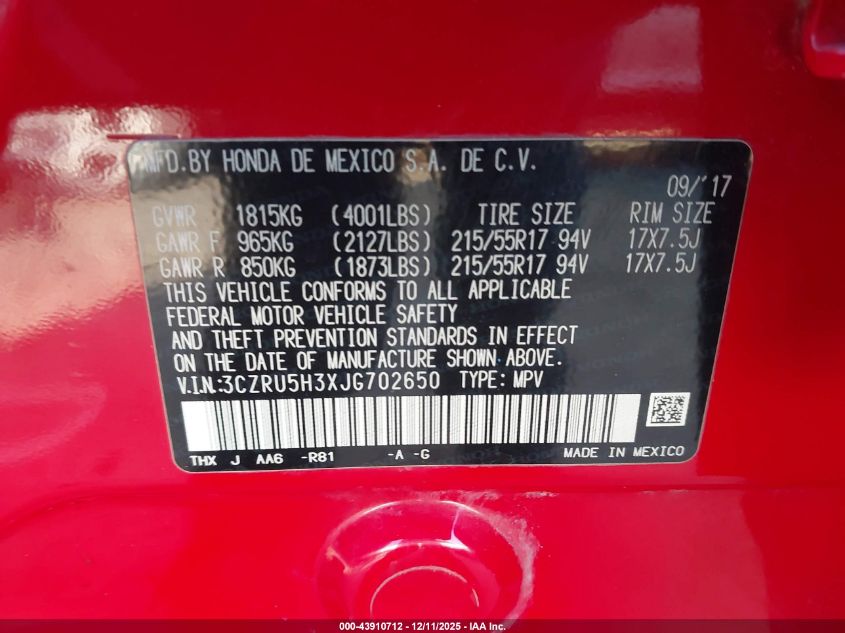 MFD.BY HONDA DE MEXICO S.A. DE C.V.
09/'17
GVWR 1815KG (4001LBS) TIRE SIZE RIM SIZE
GAWR F 965KG (2127LBS) 215/55R17 94V 17X7.5J
GAWR R 850KG (1873LBS) 215/55R17 94V 17X7.5J
THIS VEHICLE CONFORMS TO ALL APPLICABLE
FEDERAL MOTOR VEHICLE SAFETY
AND THEFT PREVENTION STANDARDS IN EFFECT
ON THE DATE OF MANUFACTURE SHOWN ABOVE.
V.I.N.:3CZRU5H3XJG702650 TYPE: MPV
THX J AA6 -R81 -A -G MADE IN MEXICO
000-43910712 - 12/11/2025 - IAA Inc.